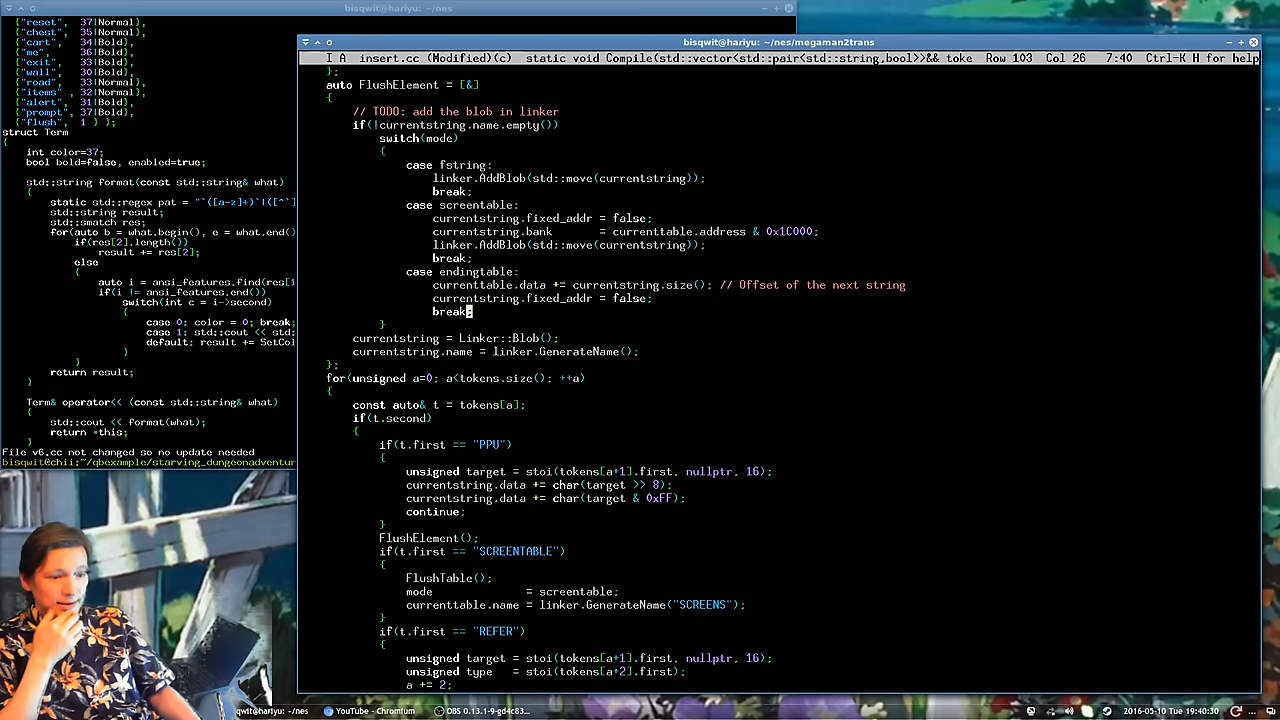 bisqwit@hariyu: ~/nes
{"reset", 37|Normal},
{"chest", 35|Normal},
{"cart", 34|Bold},
{"me", 36|Bold},
{"exit", 33|Bold},
{"wall", 30|Bold},
{"road", 33|Normal},
{"items" , 32|Normal},
{"alert", 31|Bold},
{"prompt", 37|Bold},
{"flush", 1 } };
struct Term
{
int color=37;
bool bold=false, enabled=true;
std::string format(const std::string& what)
{
static std::regex pat = "`([a-z]+)`|([^`]
std::string result;
std::smatch res;
for(auto b = what.begin(), e = what.end()
if(res[2].length())
result += res[2];
else
{
auto i = ansi_features.find(res[1
if(i != ansi_features.end())
switch(int c = i->second)
{
case 0: color = 0; break;
case 1: std::cout << std:
default: result += SetCol
}
}
return result;
}
Term& operator<< (const std::string& what)
{
std::cout << format(what);
return *this;
}
File v6.cc not changed so no update needed
bisqwit@chii:~/qbexample/starving_dungeonadventur
bisqwit@hariyu: ~/nes/megaman2trans
I A insert.cc (Modified)(c) static void Compile(std::vector<std::pair<std::string,bool>>&& toke Row 103 Col 26 7:40 Ctrl-K H for help
};
auto FlushElement = [&]
{
// TODO: add the blob in linker
if(!currentstring.name.empty())
switch(mode)
{
case fstring:
linker.AddBlob(std::move(currentstring));
break;
case screentable:
currentstring.fixed_addr = false;
currentstring.bank = currenttable.address & 0x1C000;
linker.AddBlob(std::move(currentstring));
break;
case endingtable:
currenttable.data += currentstring.size(); // Offset of the next string
currentstring.fixed_addr = false;
break;
}
currentstring = Linker::Blob();
currentstring.name = linker.GenerateName();
};
for(unsigned a=0; a<tokens.size(); ++a)
{
const auto& t = tokens[a];
if(t.second)
{
if(t.first == "PPU")
{
unsigned target = stoi(tokens[a+1].first, nullptr, 16);
currentstring.data += char(target >> 8);
currentstring.data += char(target & 0xFF);
continue;
}
FlushElement();
if(t.first == "SCREENTABLE")
{
FlushTable();
mode = screentable;
currenttable.name = linker.GenerateName("SCREENS");
}
if(t.first == "REFER")
{
unsigned target = stoi(tokens[a+1].first, nullptr, 16);
unsigned type = stoi(tokens[a+2].first);
a += 2;
qwit@hariyu: ~/nes
YouTube - Chromium
OBS 0.13.1-9-gd4c83...
2016-05-10 Tue 19:40:30